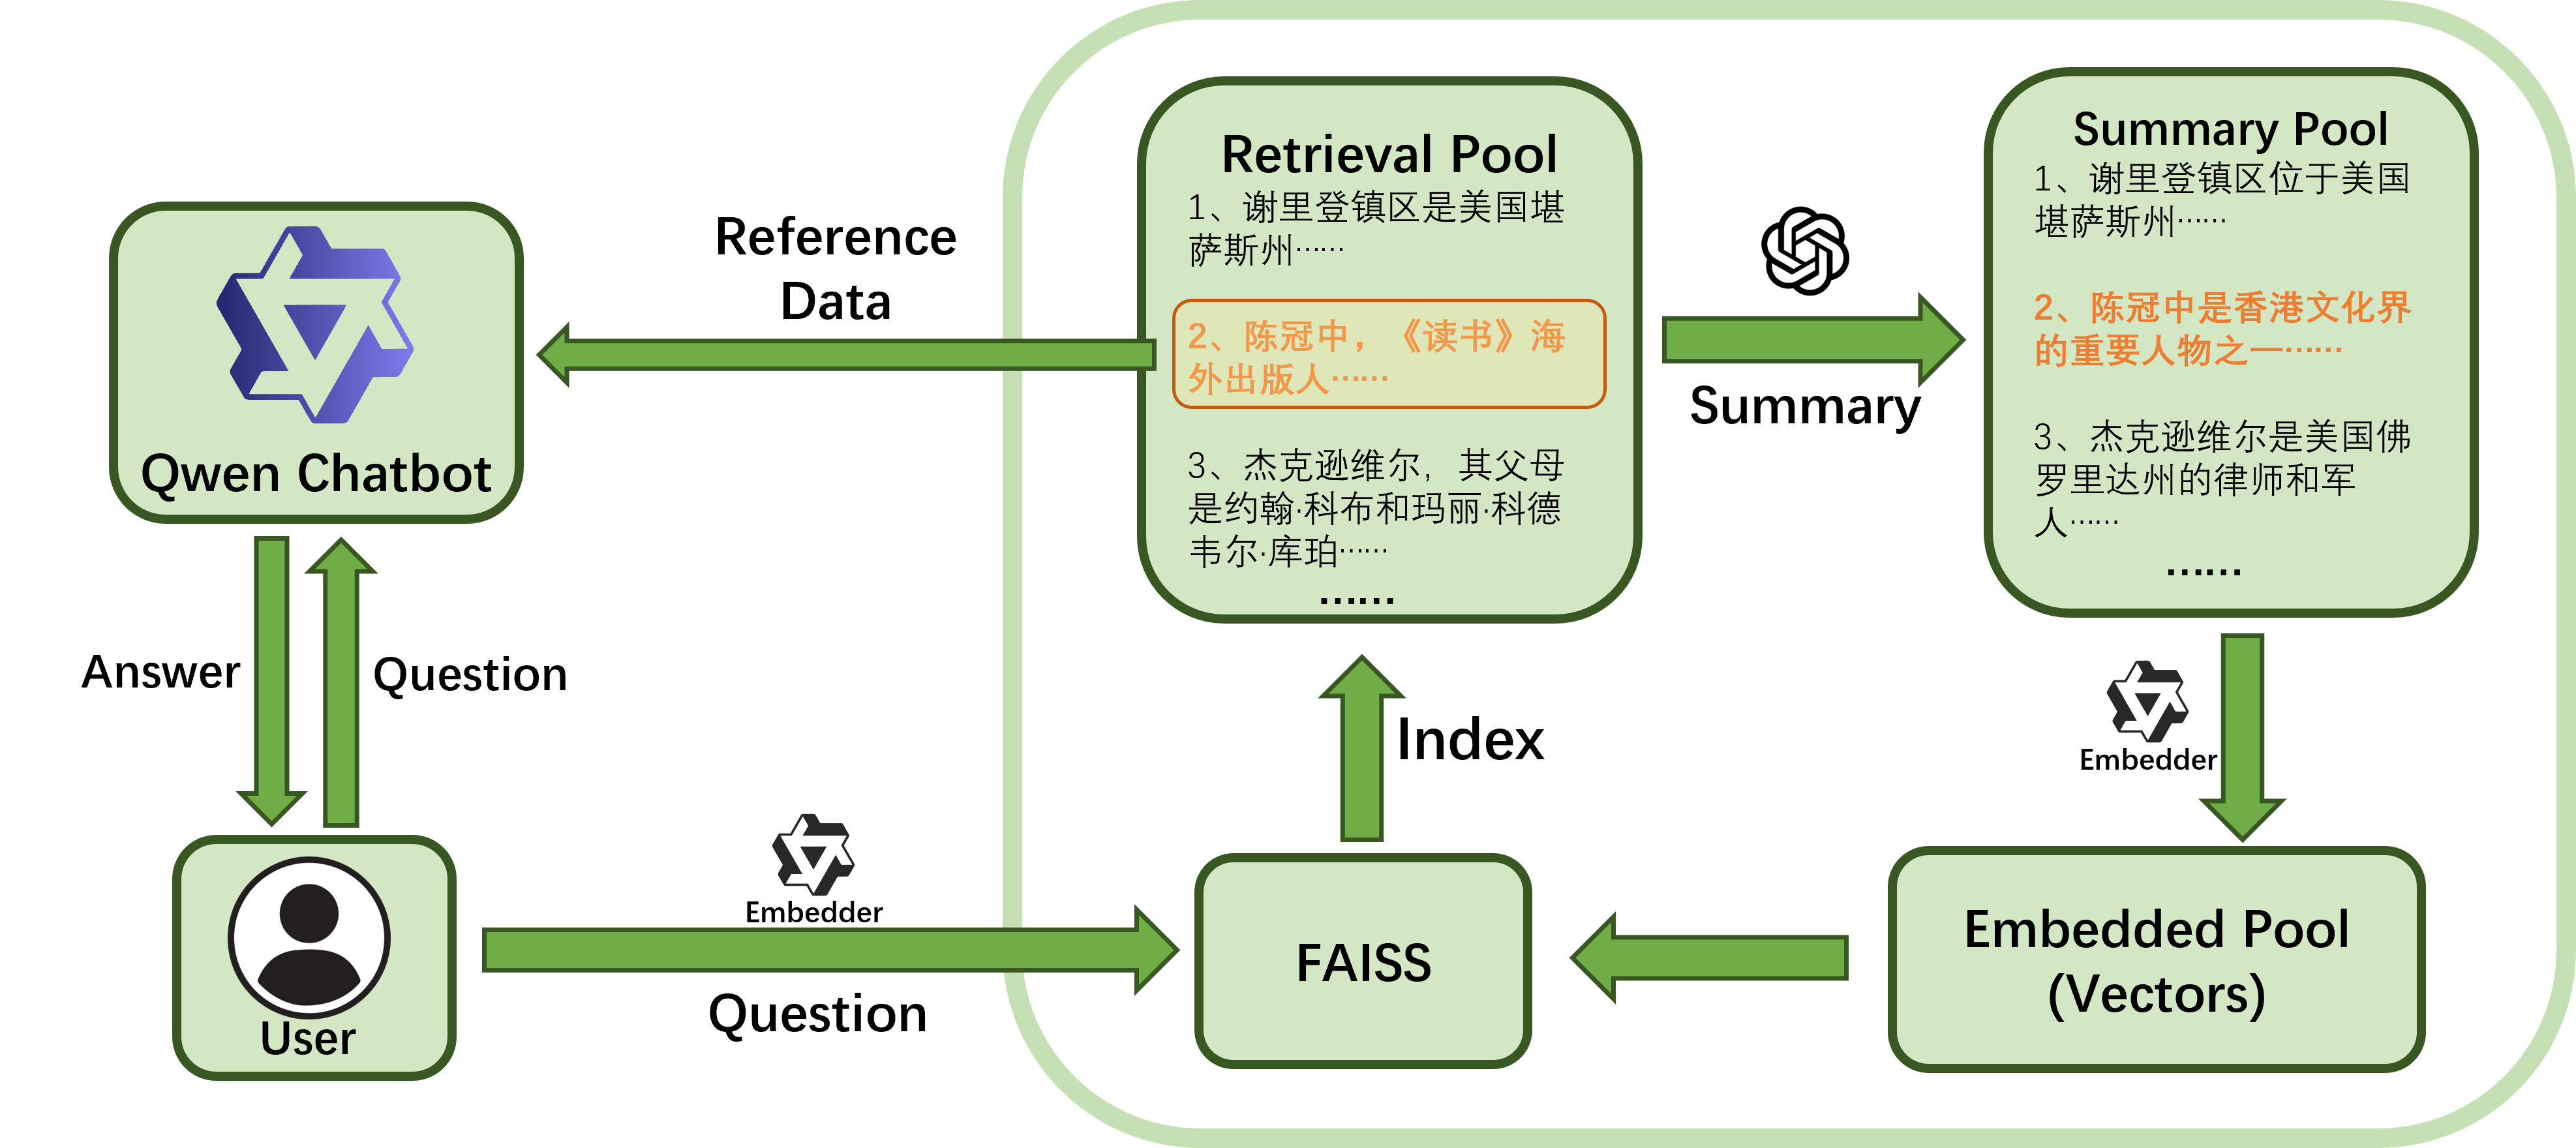 Qwen Chatbot
Reference
Data
Answer
Question
User
Embedder
Question
Retrieval Pool
1、谢里登镇区是美国堪
萨斯州……
2、陈冠中，《读书》海
外出版人……
3、杰克逊维尔，其父母
是约翰·科布和玛丽·科德
韦尔·库珀……
……
Summary
Summary Pool
1、谢里登镇区位于美国
堪萨斯州……
2、陈冠中是香港文化界
的重要人物之一……
3、杰克逊维尔是美国佛
罗里达州的律师和军
人……
……
Index
Embedder
FAISS
Embedded Pool
(Vectors)